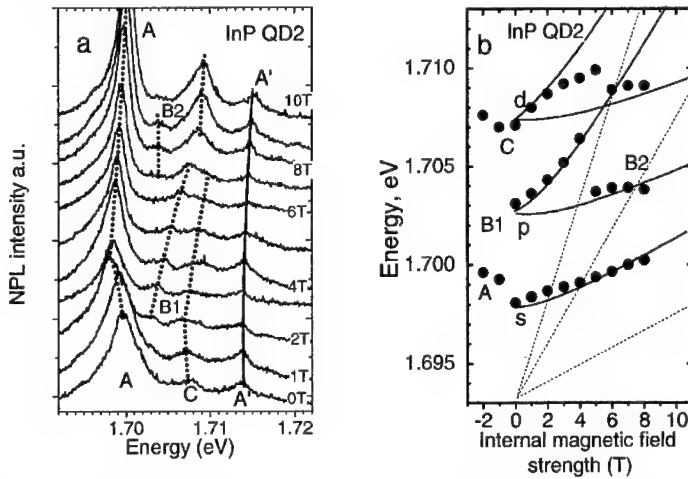 a
A
InP QD2
A'
10T
B2
8T
6T
4T
B1
2T
1T
A
C
A'
0T
NPL intensity a.u.
1.70
1.71
1.72
Energy (eV)
b
InP QD2
1.710
d
C
1.705
B2
B1
p
1.700
A
s
1.695
Energy, eV
-2 0 2 4 6 8 10
Internal magnetic field
strength (T)